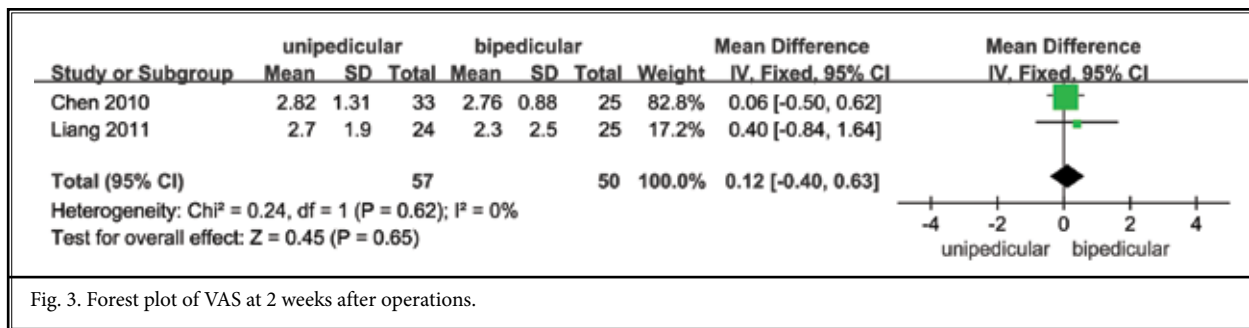 unipedicular bipedicular Mean Difference Mean Difference
Study or Subgroup Mean SD Total Mean SD Total Weight IV, Fixed, 95% CI IV, Fixed, 95% CI
Chen 2010 2.82 1.31 33 2.76 0.88 25 82.8% 0.06 [-0.50, 0.62]
Liang 2011 2.7 1.9 24 2.3 2.5 25 17.2% 0.40 [-0.84, 1.64]
Total (95% CI) 57 50 100.0% 0.12 [-0.40, 0.63]
Heterogeneity: Chi² = 0.24, df = 1 (P = 0.62); I² = 0%
Test for overall effect: Z = 0.45 (P = 0.65)
-4 -2 0 2 4
unipedicular bipedicular
Fig. 3. Forest plot of VAS at 2 weeks after operations.